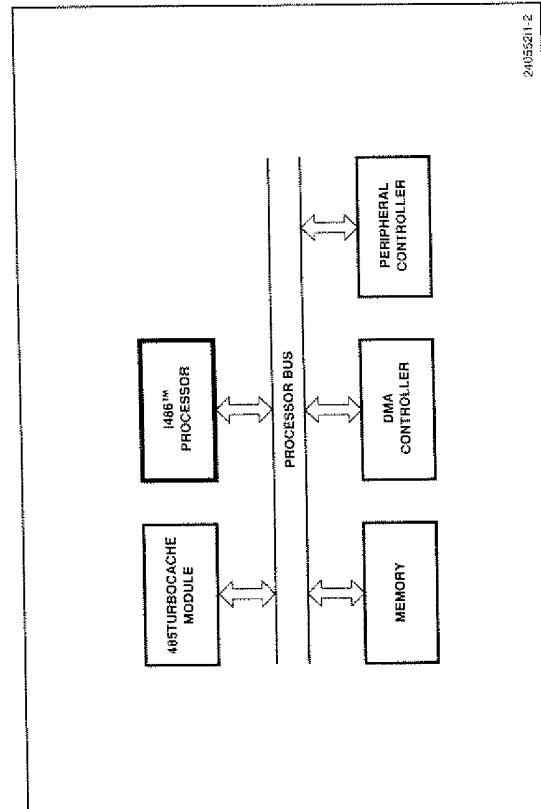 485TURBOCACHE
MODULE
i486™
PROCESSOR
PROCESSOR BUS
MEMORY
DMA
CONTROLLER
PERIPHERAL
CONTROLLER
240552i1-2